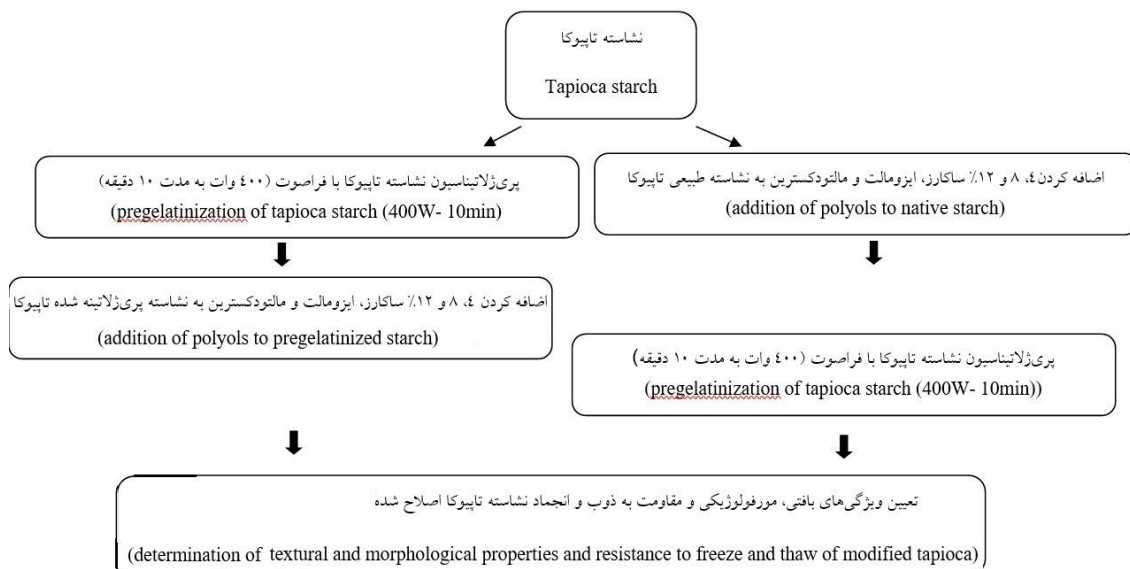 نشاسته تاپیوکا
Tapioca starch
پری‌ژلاتیناسیون نشاسته تاپیوکا با فراصوت (۴۰۰ وات به مدت ۱۰ دقیقه)
(pregelatinization of tapioca starch (400W- 10min)
اضافه کردن ۴، ۸ و ۱۲٪ ساکارز، ایزومالت و مالتودکسترین به نشاسته طبیعی تاپیوکا
(addition of polyols to native starch)
اضافه کردن ۴، ۸ و ۱۲٪ ساکارز، ایزومالت و مالتودکسترین به نشاسته پری‌ژلاتینه شده تاپیوکا
(addition of polyols to pregelatinized starch)
پری‌ژلاتیناسیون نشاسته تاپیوکا با فراصوت (۴۰۰ وات به مدت ۱۰ دقیقه)
(pregelatinization of tapioca starch (400W- 10min))
تعیین ویژگی‌های بافتی، مورفولوژیکی و مقاومت به ذوب و انجماد نشاسته تاپیوکا اصلاح شده
(determination of textural and morphological properties and resistance to freeze and thaw of modified tapioca)